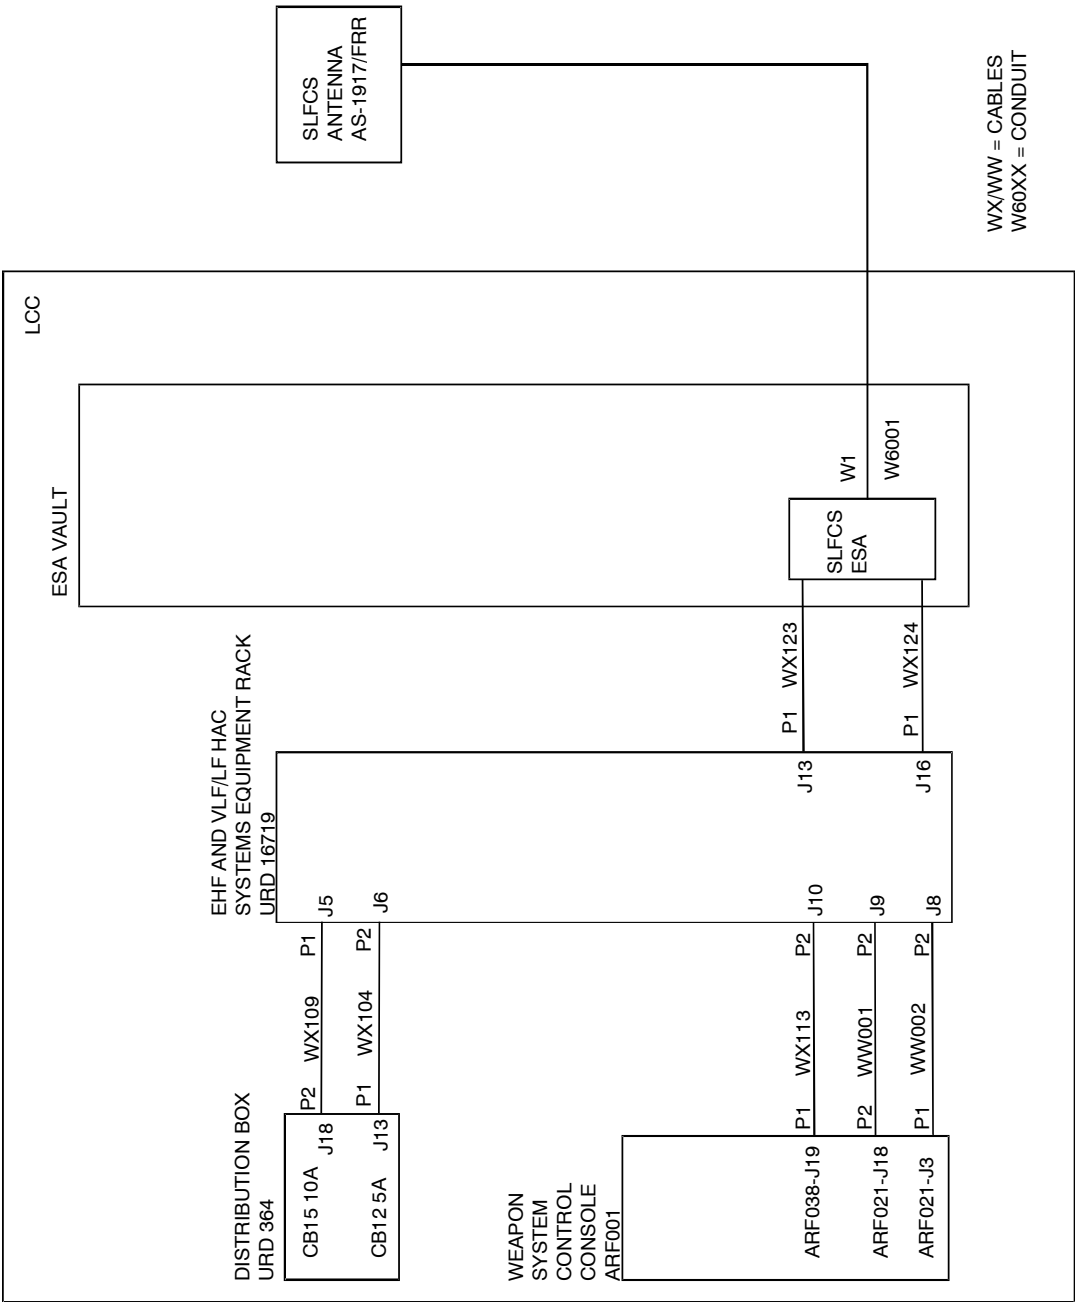 DISTRIBUTION BOX
URD 364
CB15 10A
J18
CB12 5A
J13
P2
WX109
P1
P1
WX104
P2
EHF AND VLF/LF HAC
SYSTEMS EQUIPMENT RACK
URD 16719
J5
J6
WEAPON
SYSTEM
CONTROL
CONSOLE
ARF001
ARF038-J19
ARF021-J18
ARF021-J3
P1
WX113
P2
P2
WW001
P2
P1
WW002
P2
J10
J9
J8
J13
J16
P1
WX123
P1
WX124
ESA VAULT
SLFCS
ESA
W1
W6001
LCC
SLFCS
ANTENNA
AS-1917/FRR
WX/WW = CABLES
W60XX = CONDUIT